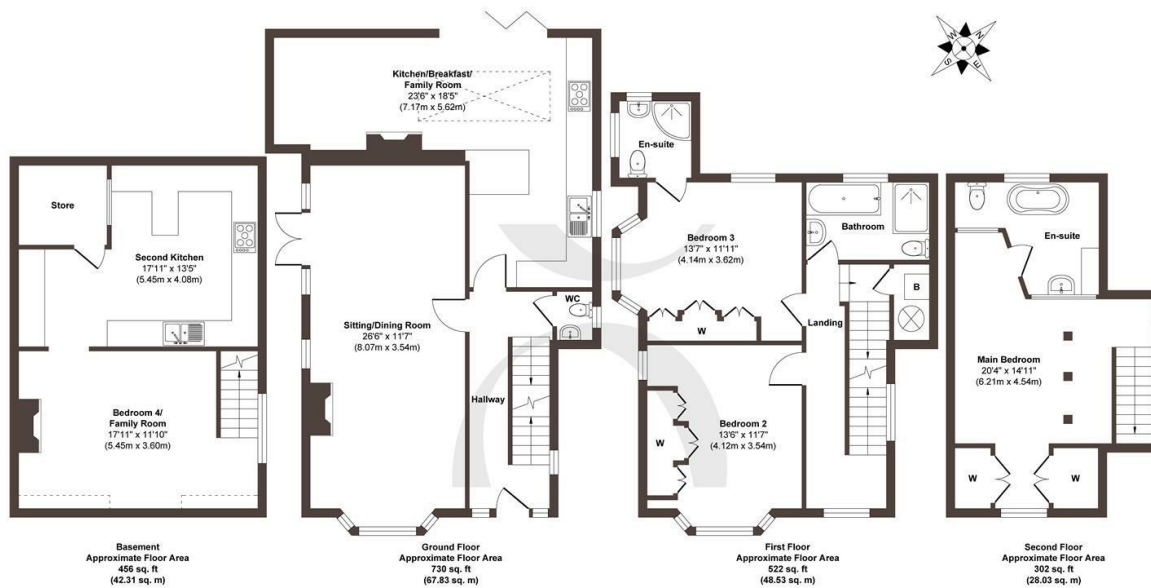 N
W
E
S
Kitchen/Breakfast/
Family Room
23'6" x 18'5"
(7.17m x 5.62m)
Store
Second Kitchen
17'11" x 13'5"
(5.45m x 4.08m)
Bedroom 4/
Family Room
17'11" x 11'10"
(5.45m x 3.60m)
Sitting/Dining Room
26'6" x 11'7"
(8.07m x 3.54m)
WC
Hallway
En-suite
Bedroom 3
13'7" x 11'11"
(4.14m x 3.62m)
W
Bathroom
B
Landing
Bedroom 2
13'6" x 11'7"
(4.12m x 3.54m)
W
En-suite
Main Bedroom
20'4" x 14'11"
(6.21m x 4.54m)
W
W
Basement
Approximate Floor Area
456 sq. ft
(42.31 sq. m)
Ground Floor
Approximate Floor Area
730 sq. ft
(67.83 sq. m)
First Floor
Approximate Floor Area
522 sq. ft
(48.53 sq. m)
Second Floor
Approximate Floor Area
302 sq. ft
(28.03 sq. m)